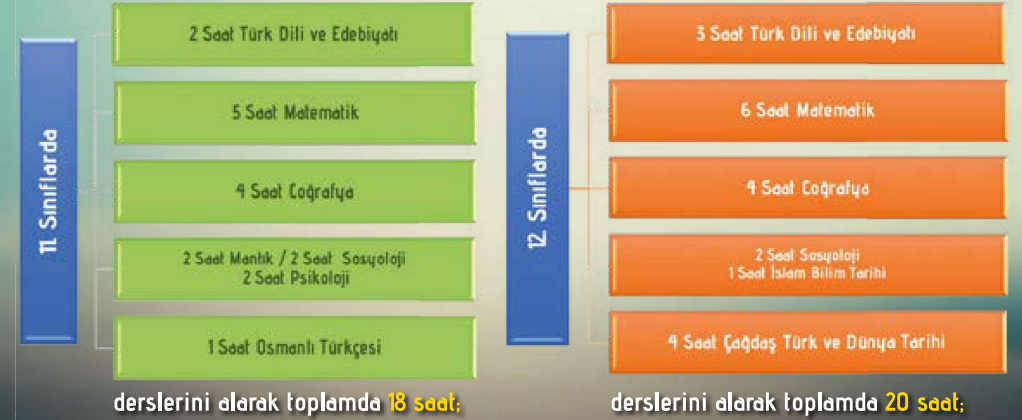 11. Sınıflarda
2 Saat Türk Dili ve Edebiyatı
5 Saat Matematik
4 Saat Coğrafya
2 Saat Mantık / 2 Saat Sosyoloji
2 Saat Psikoloji
1 Saat Osmanlı Türkçesi
derslerini alarak toplamda 18 saat;
12. Sınıflarda
3 Saat Türk Dili ve Edebiyatı
6 Saat Matematik
4 Saat Coğrafya
2 Saat Sosyoloji
1 Saat İslam Bilim Tarihi
4 Saat Çağdaş Türk ve Dünya Tarihi
derslerini alarak toplamda 20 saat;